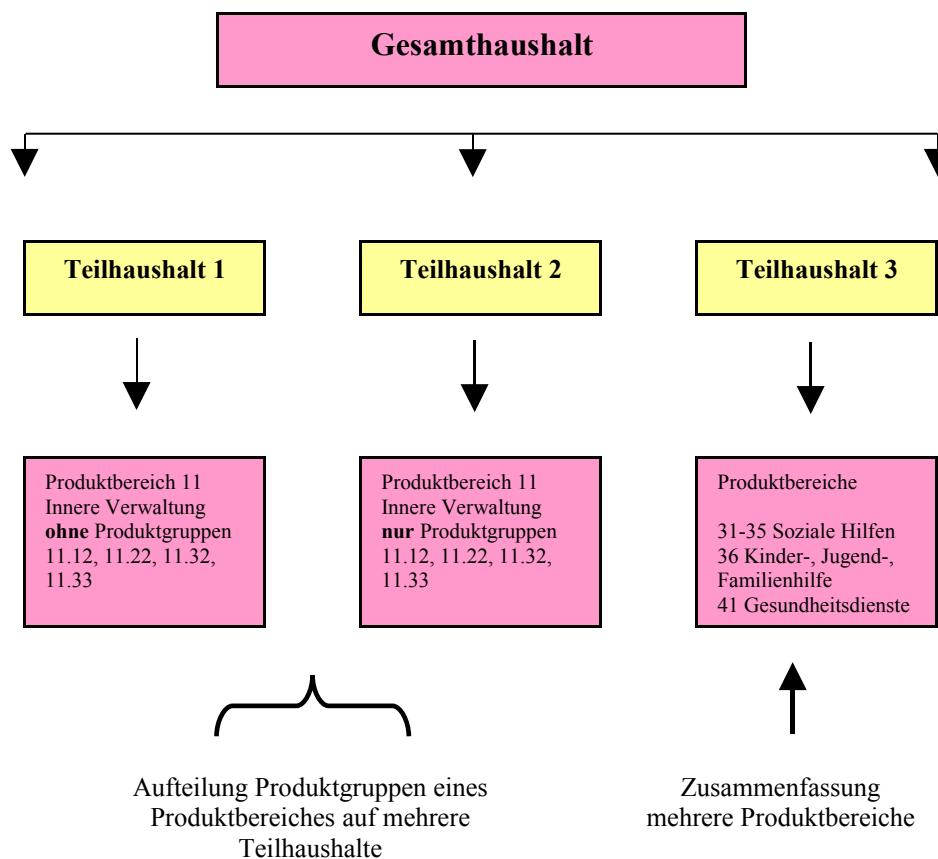 Gesamthaushalt
Teilhaushalt 1
Teilhaushalt 2
Teilhaushalt 3
Produktbereich 11
Innere Verwaltung
ohne Produktgruppen
11.12, 11.22, 11.32,
11.33
Produktbereich 11
Innere Verwaltung
nur Produktgruppen
11.12, 11.22, 11.32,
11.33
Produktbereiche
31-35 Soziale Hilfen
36 Kinder-, Jugend-,
Familienhilfe
41 Gesundheitsdienste
Aufteilung Produktgruppen eines
Produktbereiches auf mehrere
Teilhaushalte
Zusammenfassung
mehrere Produktbereiche